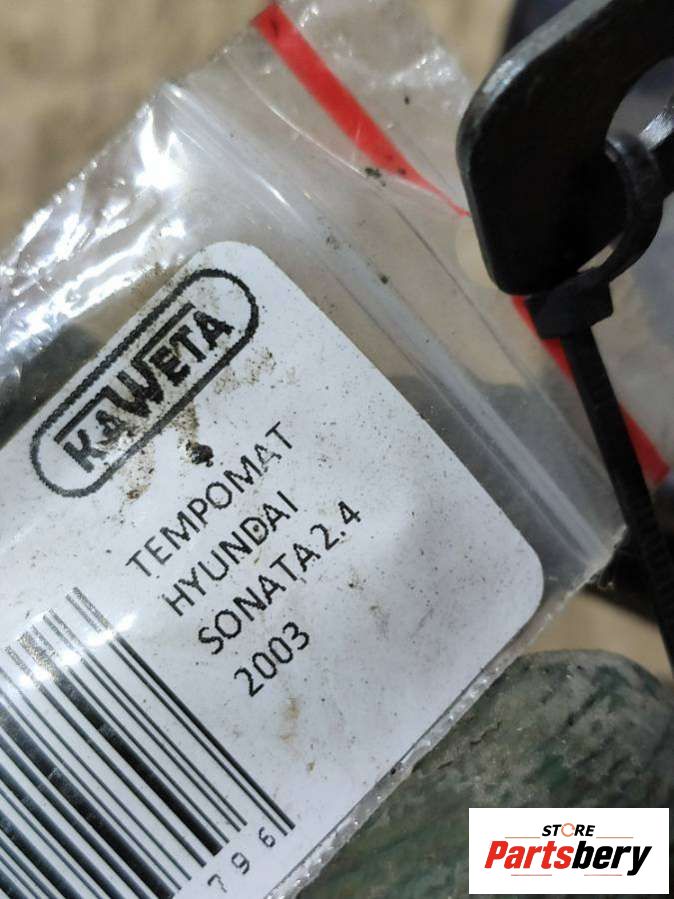 KAWETA
TEMPOMAT
HYUNDAI
SONATA 2.4
2003
796
STORE
Partsbery